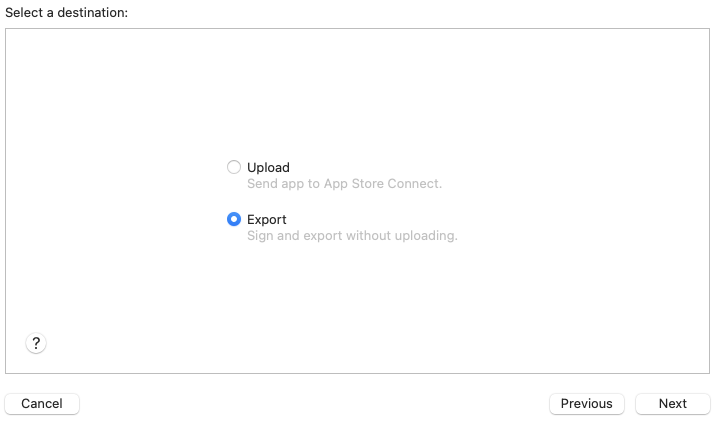 Select a destination:
Upload
Send app to App Store Connect.
Export
Sign and export without uploading.
?
Cancel
Previous
Next